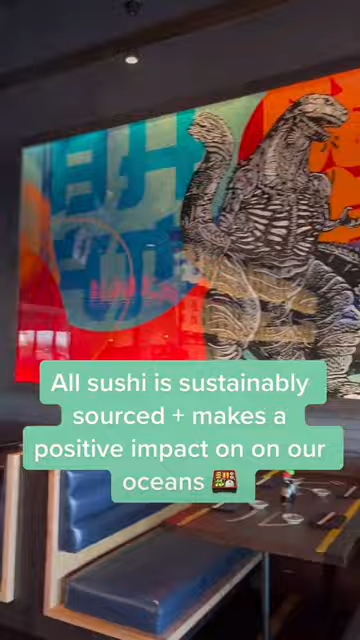 All sushi is sustainably
sourced + makes a
positive impact on on our
oceans 🍱